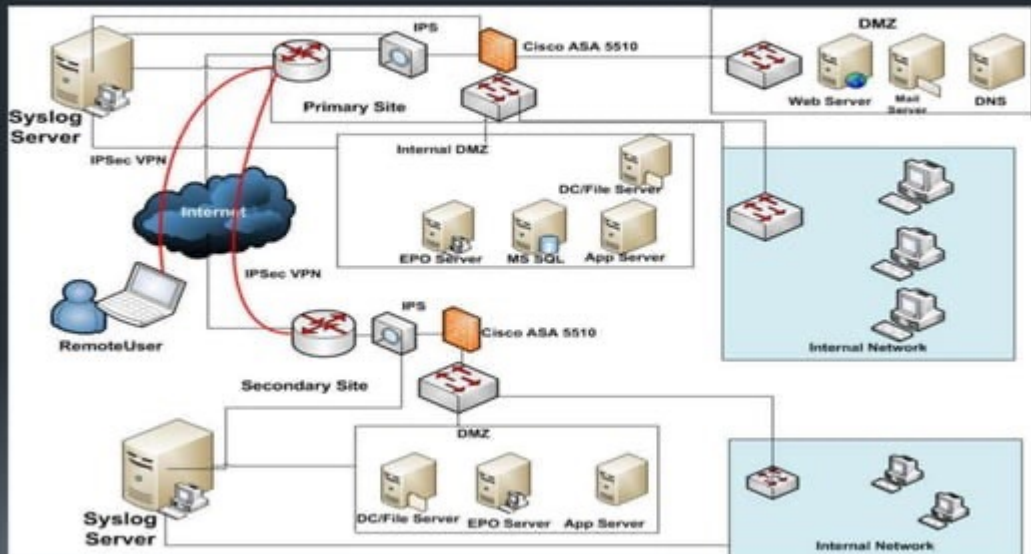 IPS
Cisco ASA 5510
DMZ
Web Server
Mail
Server
DNS
Syslog
Server
Primary Site
IPSec VPN
Internal DMZ
DC/File Server
Internet
EPO Server
MS SQL
App Server
IPSec VPN
IPS
Cisco ASA 5510
RemoteUser
Internal Network
Secondary Site
DMZ
DC/File Server
EPO Server
App Server
Syslog
Server
Internal Network